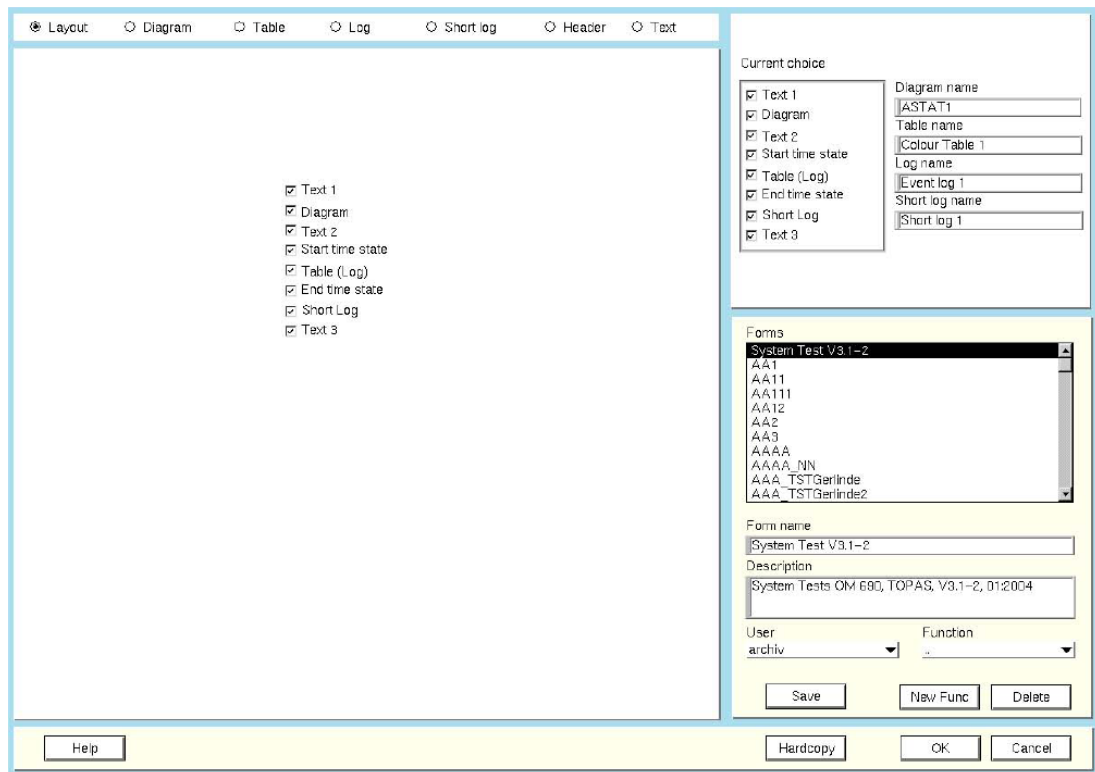 Layout Diagram Table Log Short log Header Text
Text 1
Diagram
Text 2
Start time state
Table (Log)
End time state
Short Log
Text 3
Current choice
Text 1
Diagram
Text 2
Start time state
Table (Log)
End time state
Short Log
Text 3
Diagram name
ASTAT1
Table name
Colour Table 1
Log name
Event log 1
Short log name
Short log 1
Forms
System Test V3.1-2
AA1
AA11
AA111
AA12
AA2
AA3
AAAA
AAAA_NN
AAA_TSTGerlinde
AAA_TSTGerlinde2
Form name
System Test V3.1-2
Description
System Tests OM 690, TOPAS, V3.1-2, 01:2004
User Function
archiv ..
Save New Func Delete
Help Hardcopy OK Cancel